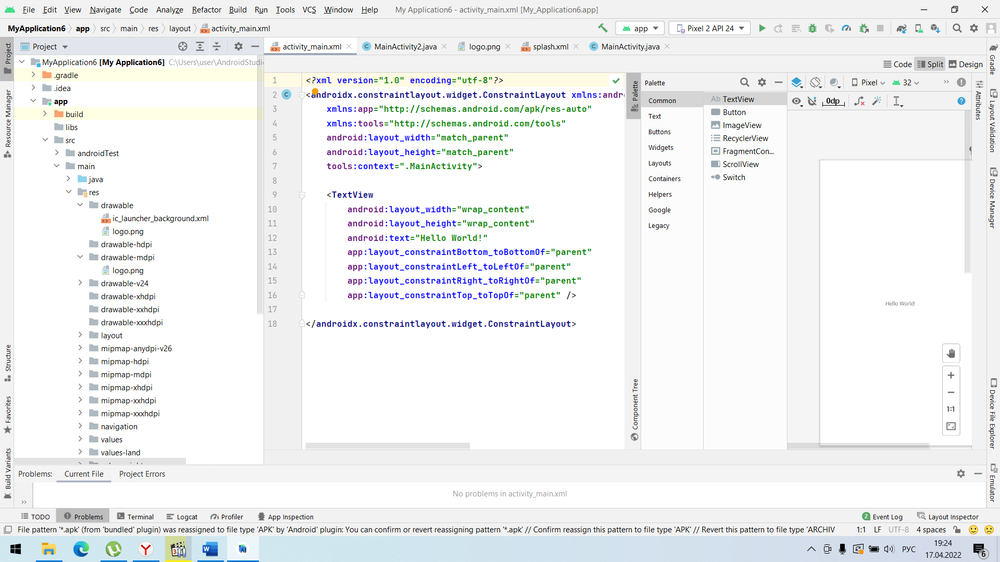 File Edit View Navigate Code Analyze Refactor Build Run Tools VCS Window Help My Application6 - activity_main.xml [My_Application6.app]
MyApplication6 app src main res layout activity_main.xml app Pixel 2 API 24
Project activity_main.xml MainActivity2.java logo.png splash.xml MainActivity.java
Code Split Design
MyApplication6 [My Application6] C:\Users\user\AndroidStudi
.gradle
.idea
app
build
libs
src
androidTest
main
java
res
drawable
ic_launcher_background.xml
logo.png
drawable-hdpi
drawable-mdpi
logo.png
drawable-v24
drawable-xhdpi
drawable-xxhdpi
drawable-xxxhdpi
layout
mipmap-anydpi-v26
mipmap-hdpi
mipmap-mdpi
mipmap-xhdpi
mipmap-xxhdpi
mipmap-xxxhdpi
navigation
values
values-land
1 <?xml version="1.0" encoding="utf-8"?>
2 <androidx.constraintlayout.widget.ConstraintLayout xmlns:andr
3 xmlns:app="http://schemas.android.com/apk/res-auto"
4 xmlns:tools="http://schemas.android.com/tools"
5 android:layout_width="match_parent"
6 android:layout_height="match_parent"
7 tools:context=".MainActivity">
8
9 <TextView
10 android:layout_width="wrap_content"
11 android:layout_height="wrap_content"
12 android:text="Hello World!"
13 app:layout_constraintBottom_toBottomOf="parent"
14 app:layout_constraintLeft_toLeftOf="parent"
15 app:layout_constraintRight_toRightOf="parent"
16 app:layout_constraintTop_toTopOf="parent" />
17
18 </androidx.constraintlayout.widget.ConstraintLayout>
Palette
Common
Text
Buttons
Widgets
Layouts
Containers
Helpers
Google
Legacy
Ab TextView
Button
ImageView
RecyclerView
FragmentCon...
ScrollView
Switch
Pixel 32
0dp
Hello World!
1:1
Project
Resource Manager
Structure
Favorites
Build Variants
Palette
Component Tree
Attributes
Gradle
Layout Validation
Device Manager
Device File Explorer
Emulator
Problems: Current File Project Errors
No problems in activity_main.xml
TODO Problems Terminal Logcat Profiler App Inspection 2 Event Log Layout Inspector
File pattern '*.apk' (from 'bundled' plugin) was reassigned to file type 'APK' by 'Android' plugin: You can confirm or revert reassigning pattern '*.apk' // Confirm reassign this pattern to file type 'APK' // Revert this pattern to file type 'ARCHIV 1:1 LF UTF-8 4 spaces
РУС
19:24
17.04.2022
6